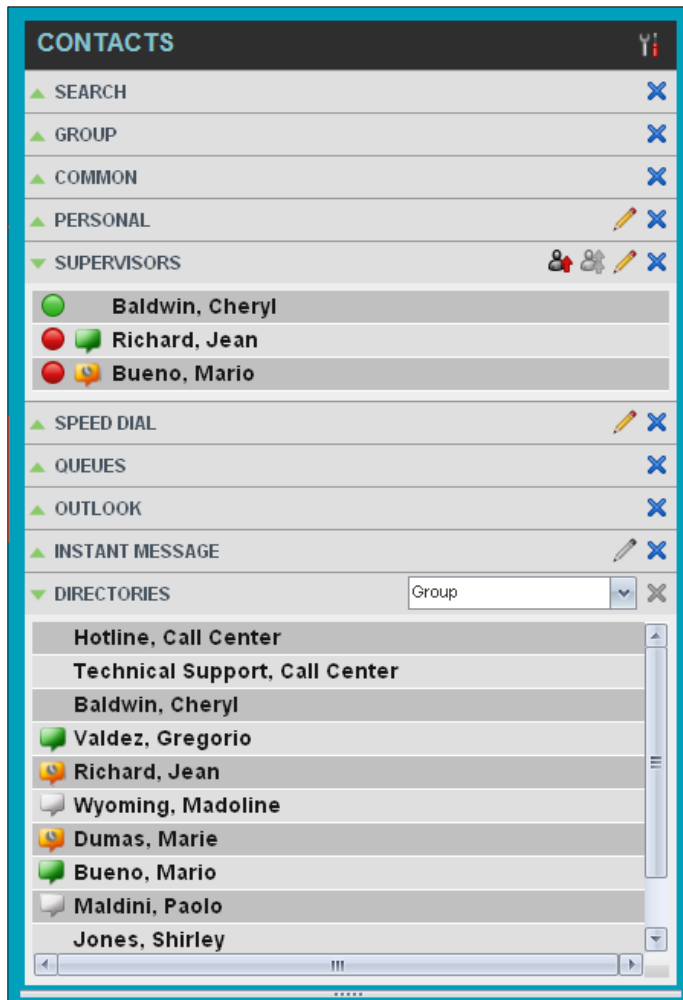 CONTACTS
SEARCH
GROUP
COMMON
PERSONAL
SUPERVISORS
Baldwin, Cheryl
Richard, Jean
Bueno, Mario
SPEED DIAL
QUEUES
OUTLOOK
INSTANT MESSAGE
DIRECTORIES Group
Hotline, Call Center
Technical Support, Call Center
Baldwin, Cheryl
Valdez, Gregorio
Richard, Jean
Wyoming, Madoline
Dumas, Marie
Bueno, Mario
Maldini, Paolo
Jones, Shirley